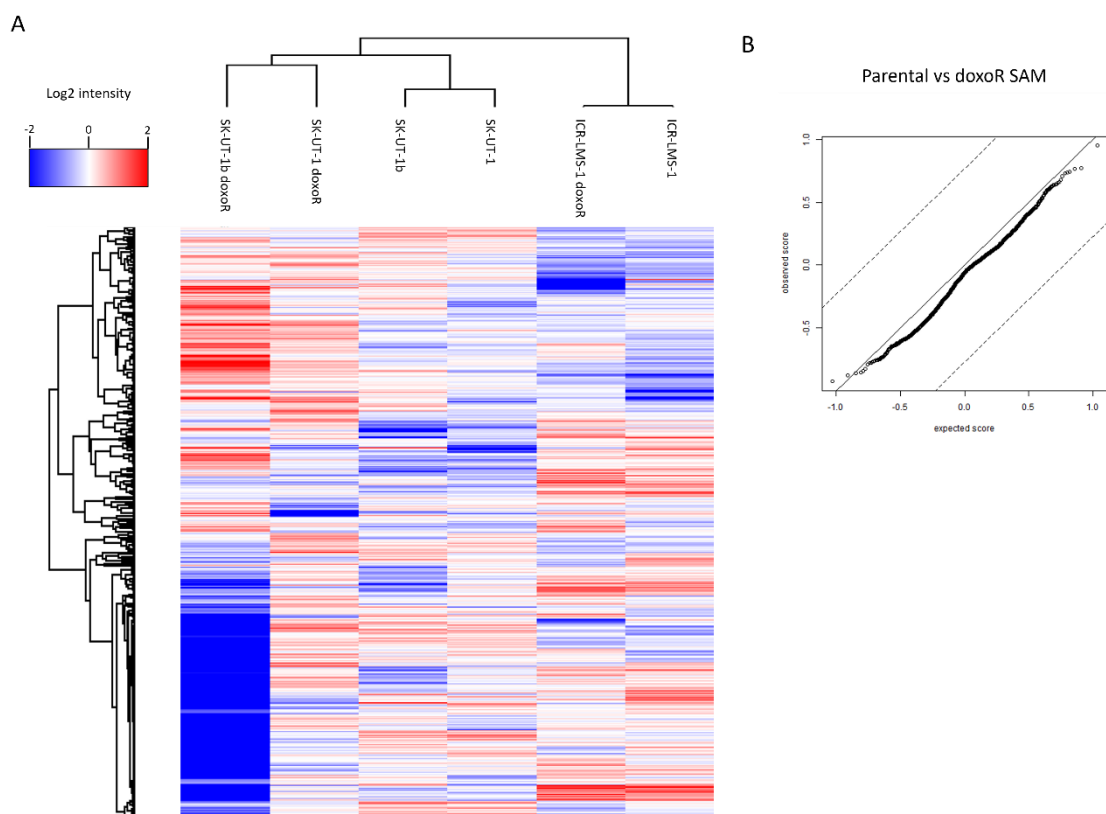 A
Log2 intensity
-2 0 2
SK-UT-1b doxoR
SK-UT-1 doxoR
SK-UT-1b
SK-UT-1
ICR-LMS-1 doxoR
ICR-LMS-1
B
Parental vs doxoR SAM
1.0
0.5
0.0
-0.5
observed score
-1.0 -0.5 0.0 0.5 1.0
expected score